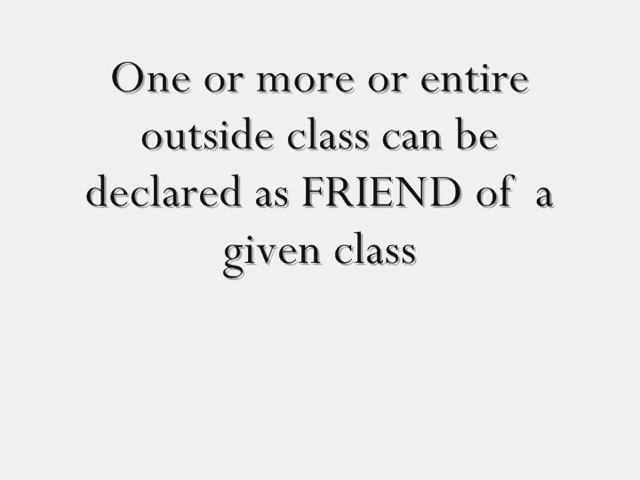 One or more or entire
outside class can be
declared as FRIEND of a
given class